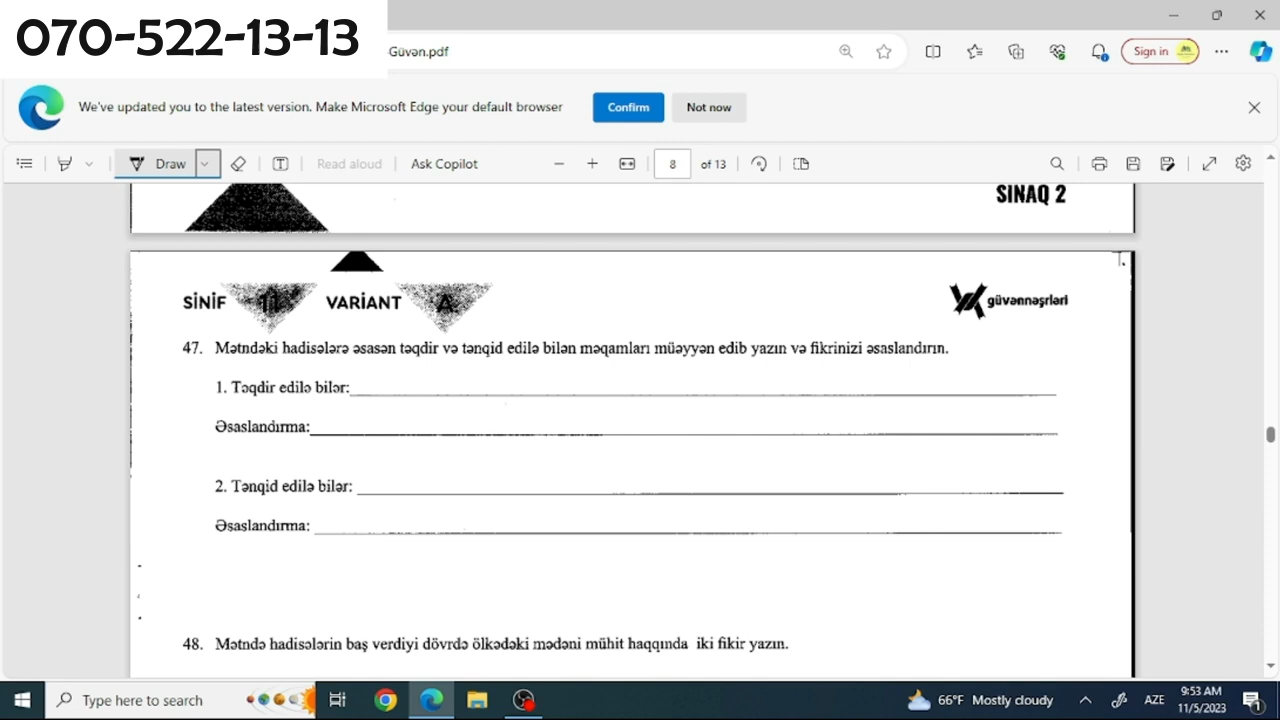 070-522-13-13
Güvən.pdf
Sign in
We've updated you to the latest version. Make Microsoft Edge your default browser
Confirm
Not now
Draw
Read aloud
Ask Copilot
8
of 13
SINAQ 2
SİNİF 11 VARİANT A
güvənnəşrləri
47. Mətndəki hadisələrə əsasən təqdir və tənqid edilə bilən məqamları müəyyən edib yazın və fikrinizi əsaslandırın.
1. Təqdir edilə bilər:
Əsaslandırma:
2. Tənqid edilə bilər:
Əsaslandırma:
48. Mətndə hadisələrin baş verdiyi dövrdə ölkədəki mədəni mühit haqqında iki fikir yazın.
Type here to search
66°F Mostly cloudy
AZE
9:53 AM
11/5/2023
1